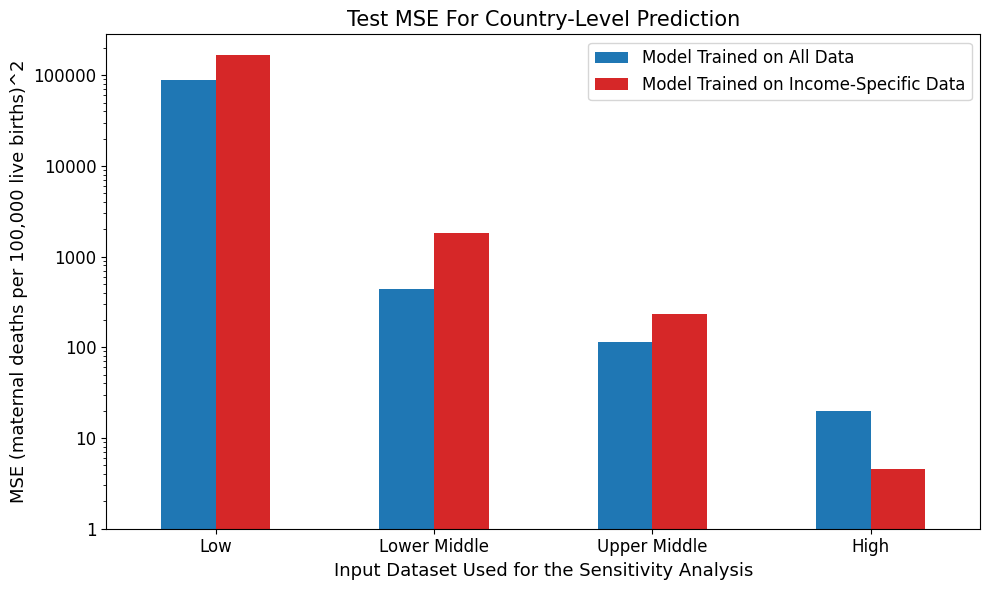 Test MSE For Country-Level Prediction
Model Trained on All Data
Model Trained on Income-Specific Data
MSE (maternal deaths per 100,000 live births)^2
100000
10000
1000
100
10
1
Low
Lower Middle
Upper Middle
High
Input Dataset Used for the Sensitivity Analysis